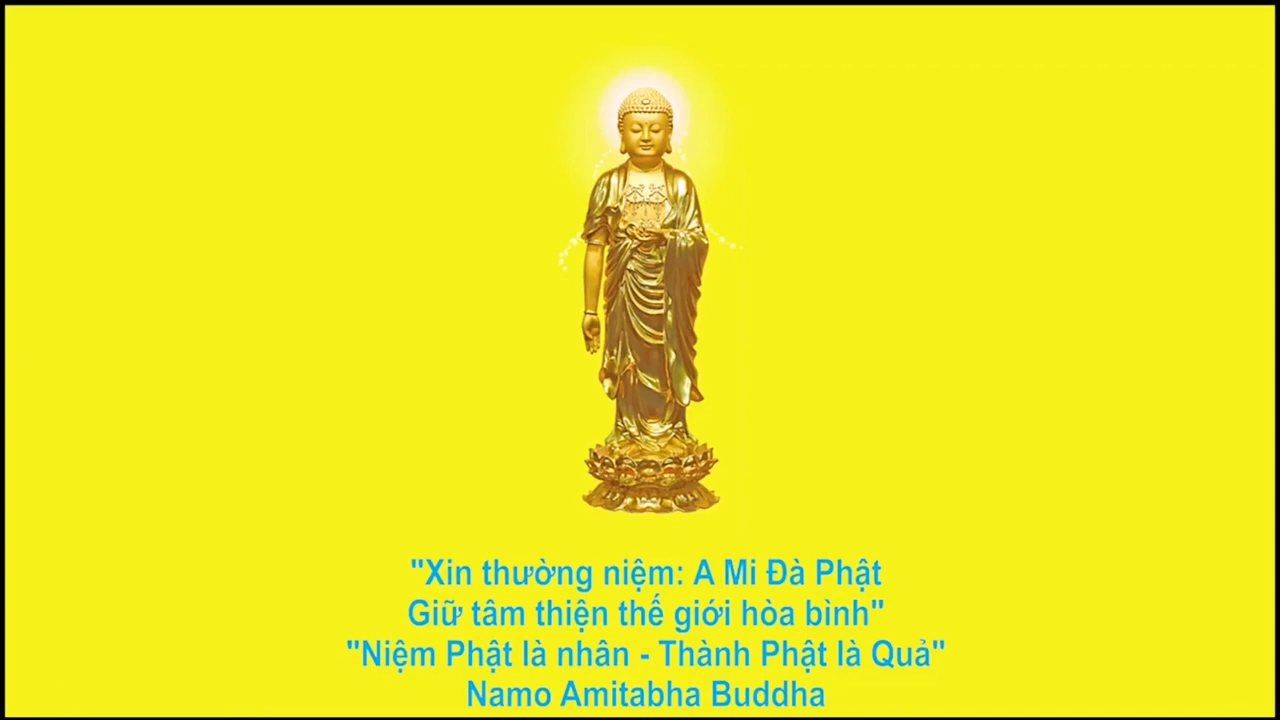 "Xin thường niệm: A Mi Đà Phật
Giữ tâm thiện thế giới hòa bình"
"Niệm Phật là nhân - Thành Phật là Quả"
Namo Amitabha Buddha